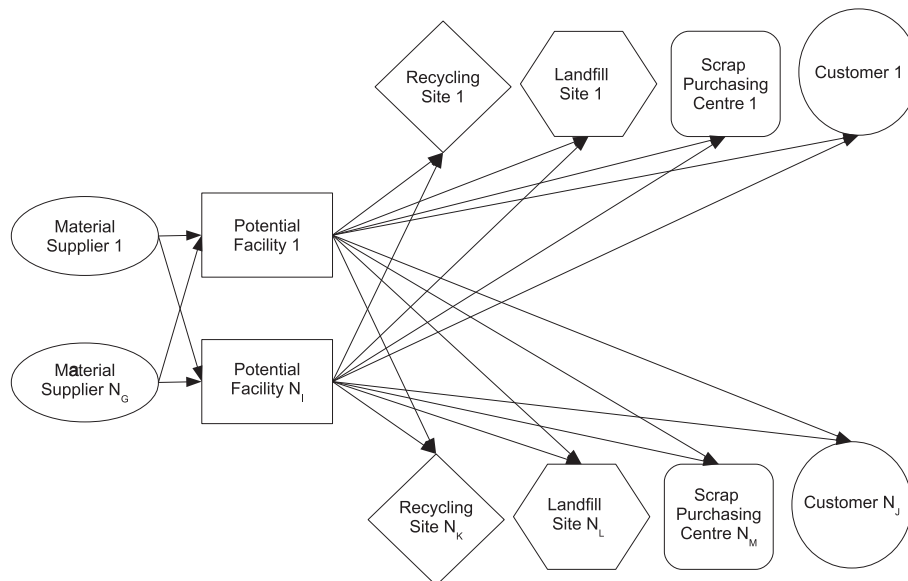 Recycling
Site 1
Landfill
Site 1
Scrap
Purchasing
Centre 1
Customer 1
Material
Supplier 1
Potential
Facility 1
Material
Supplier N_G
Potential
Facility N_I
Recycling
Site N_K
Landfill
Site N_L
Scrap
Purchasing
Centre N_M
Customer N_J